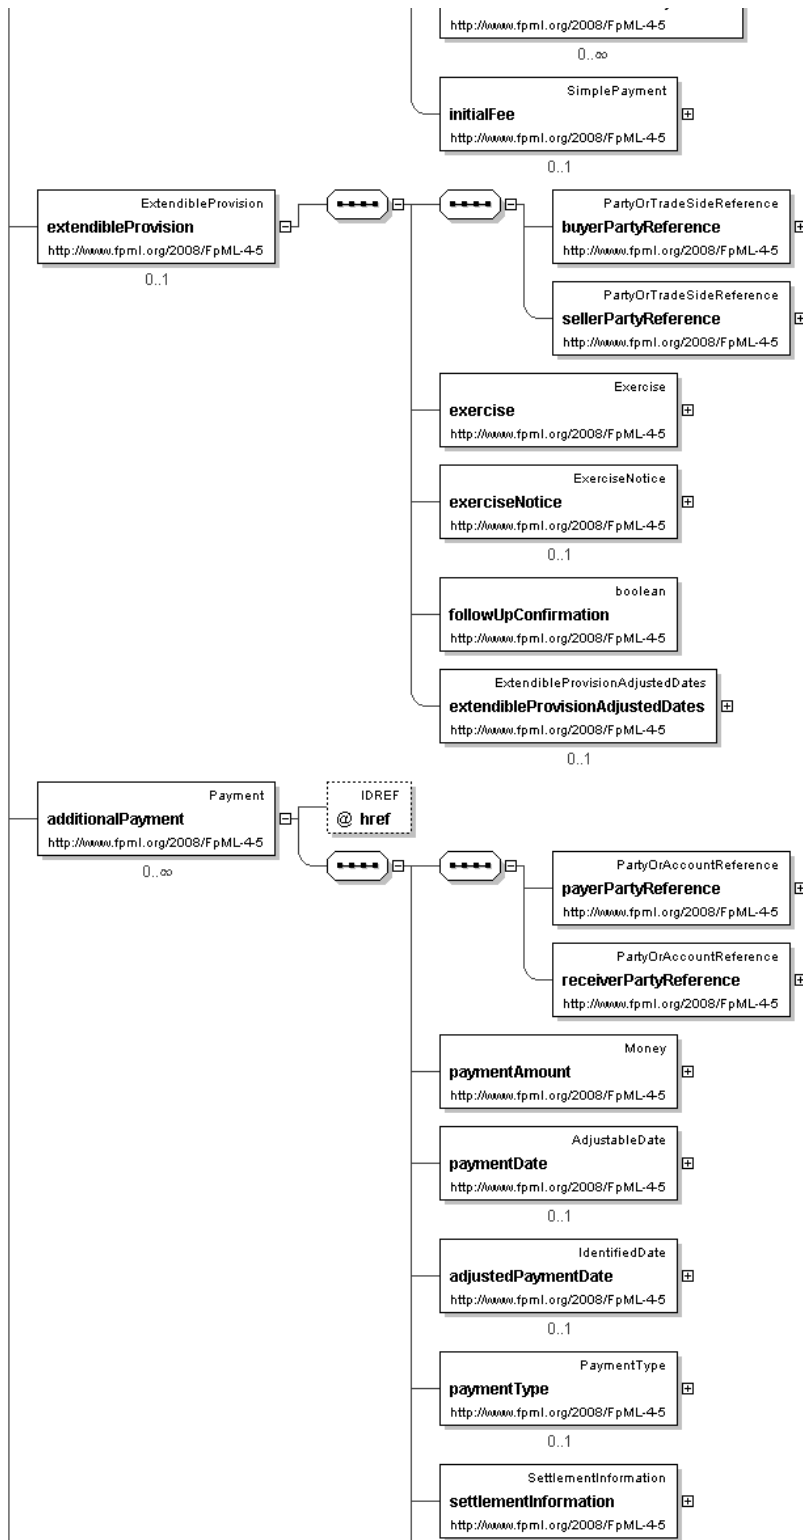 http://www.fpml.org/2008/FpML-4-5
0..∞
SimplePayment
initialFee
http://www.fpml.org/2008/FpML-4-5
0..1
ExtendibleProvision
extendibleProvision
http://www.fpml.org/2008/FpML-4-5
0..1
PartyOrTradeSideReference
buyerPartyReference
http://www.fpml.org/2008/FpML-4-5
PartyOrTradeSideReference
sellerPartyReference
http://www.fpml.org/2008/FpML-4-5
Exercise
exercise
http://www.fpml.org/2008/FpML-4-5
ExerciseNotice
exerciseNotice
http://www.fpml.org/2008/FpML-4-5
0..1
boolean
followUpConfirmation
http://www.fpml.org/2008/FpML-4-5
ExtendibleProvisionAdjustedDates
extendibleProvisionAdjustedDates
http://www.fpml.org/2008/FpML-4-5
0..1
Payment
additionalPayment
http://www.fpml.org/2008/FpML-4-5
0..∞
IDREF
@ href
PartyOrAccountReference
payerPartyReference
http://www.fpml.org/2008/FpML-4-5
PartyOrAccountReference
receiverPartyReference
http://www.fpml.org/2008/FpML-4-5
Money
paymentAmount
http://www.fpml.org/2008/FpML-4-5
AdjustableDate
paymentDate
http://www.fpml.org/2008/FpML-4-5
0..1
IdentifiedDate
adjustedPaymentDate
http://www.fpml.org/2008/FpML-4-5
0..1
PaymentType
paymentType
http://www.fpml.org/2008/FpML-4-5
0..1
SettlementInformation
settlementInformation
http://www.fpml.org/2008/FpML-4-5